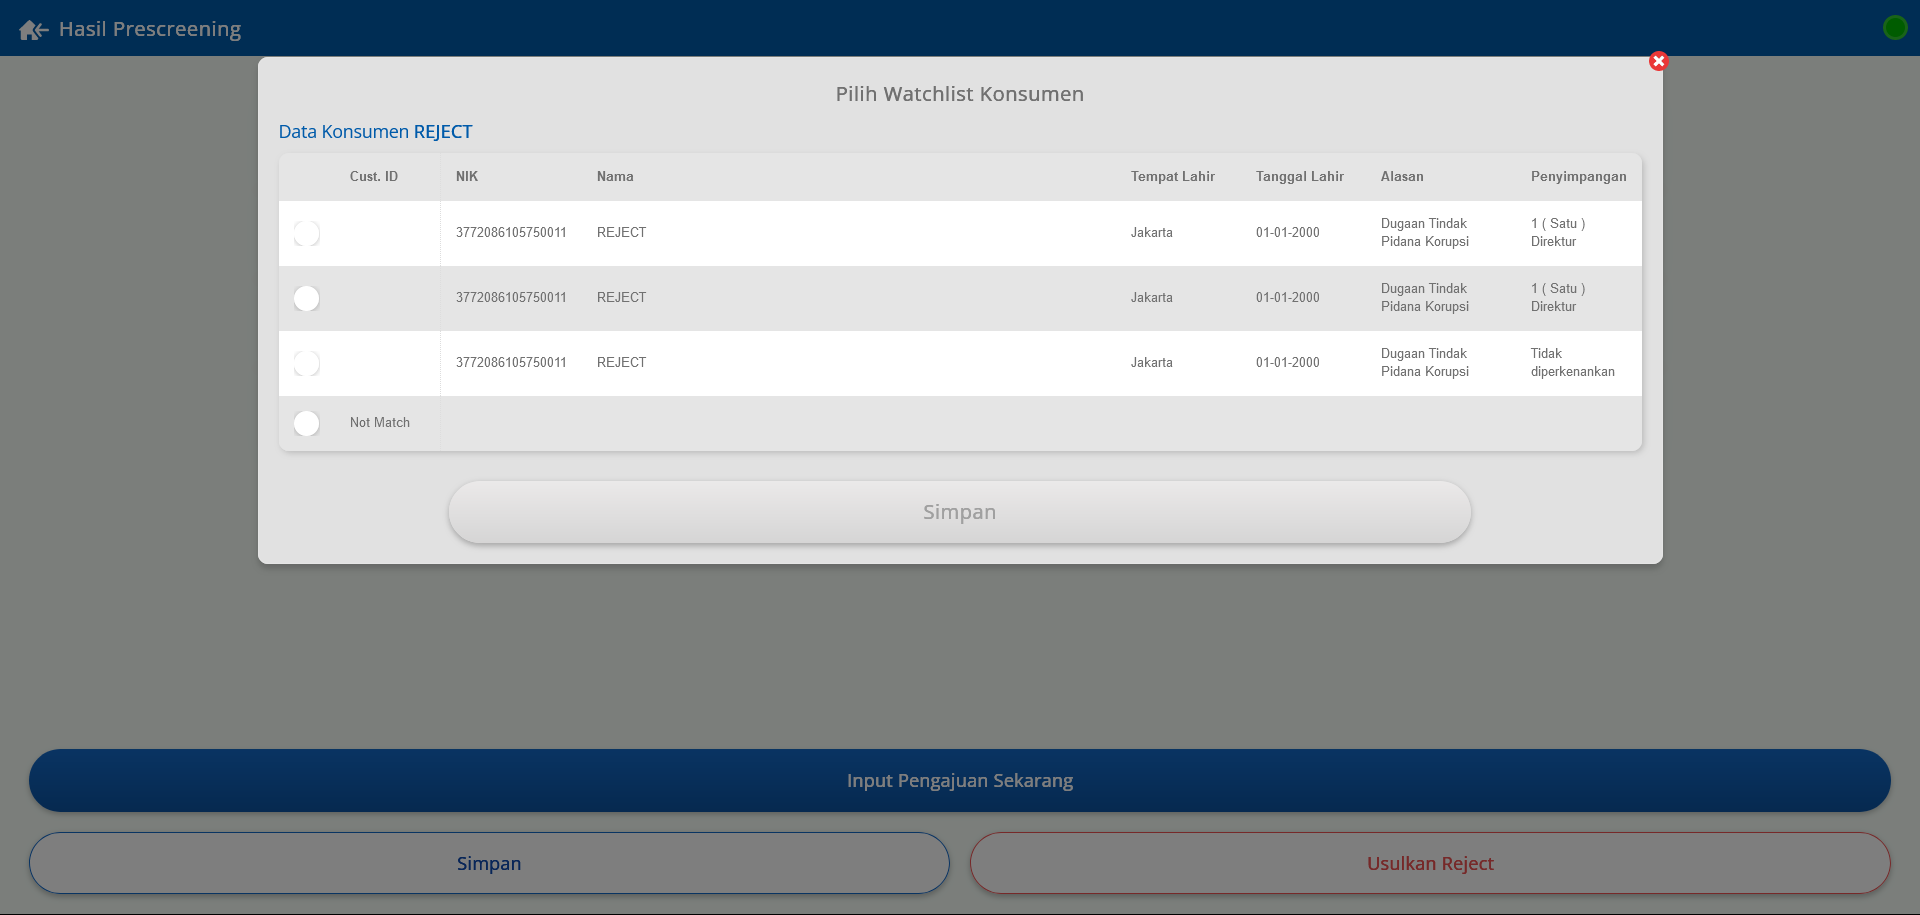 Hasil Prescreening
Pilih Watchlist Konsumen
Data Konsumen REJECT
Cust. ID NIK Nama Tempat Lahir Tanggal Lahir Alasan Penyimpangan
3772086105750011 REJECT Jakarta 01-01-2000 Dugaan Tindak 1 ( Satu )
Pidana Korupsi Direktur
3772086105750011 REJECT Jakarta 01-01-2000 Dugaan Tindak 1 ( Satu )
Pidana Korupsi Direktur
3772086105750011 REJECT Jakarta 01-01-2000 Dugaan Tindak Tidak
Pidana Korupsi diperkenankan
Not Match
Simpan
Input Pengajuan Sekarang
Simpan Usulkan Reject